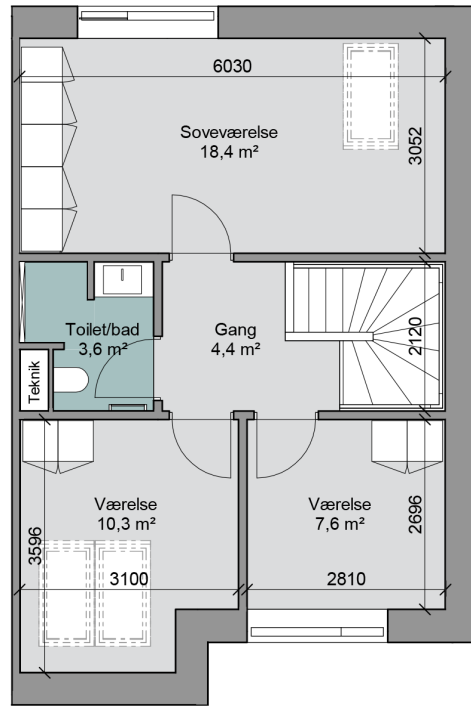 6030
Soveværelse
18,4 m²
3052
Toilet/bad
3,6 m²
Gang
4,4 m²
2120
Teknik
Værelse
10,3 m²
Værelse
7,6 m²
3596
2696
3100
2810